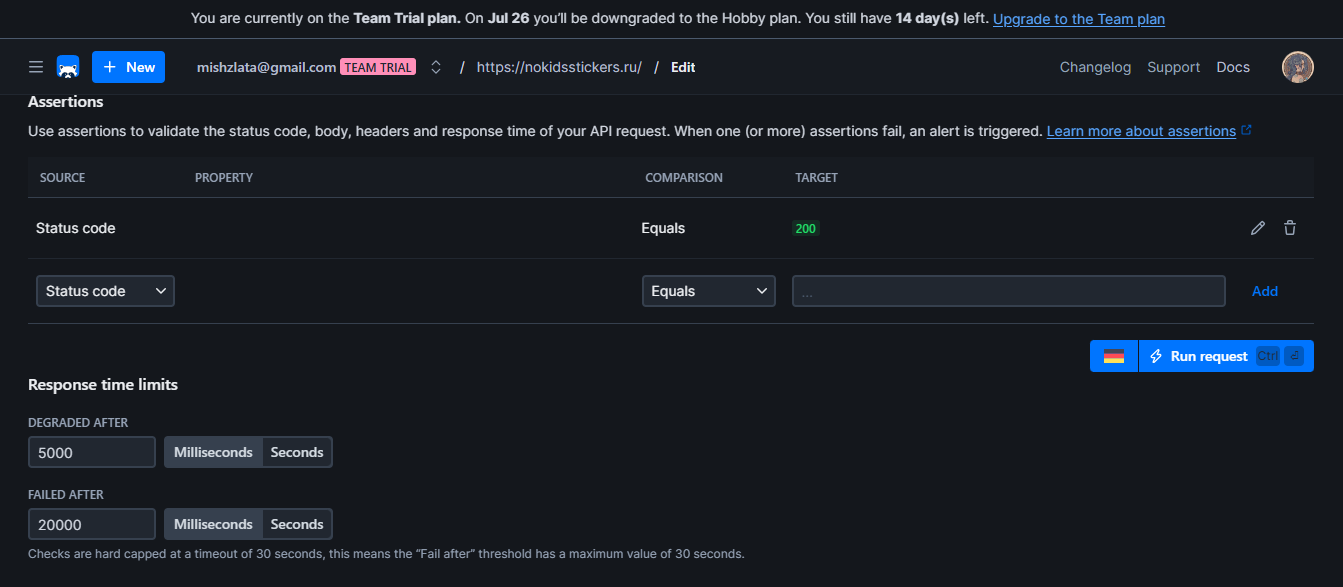 You are currently on the Team Trial plan. On Jul 26 you'll be downgraded to the Hobby plan. You still have 14 day(s) left. Upgrade to the Team plan
+ New mishzlata@gmail.com TEAM TRIAL / https://nokidsstickers.ru/ / Edit Changelog Support Docs
Assertions
Use assertions to validate the status code, body, headers and response time of your API request. When one (or more) assertions fail, an alert is triggered. Learn more about assertions
SOURCE PROPERTY COMPARISON TARGET
Status code Equals 200
Status code Equals ... Add
Run request Ctrl
Response time limits
DEGRADED AFTER
5000 Milliseconds Seconds
FAILED AFTER
20000 Milliseconds Seconds
Checks are hard capped at a timeout of 30 seconds, this means the “Fail after” threshold has a maximum value of 30 seconds.